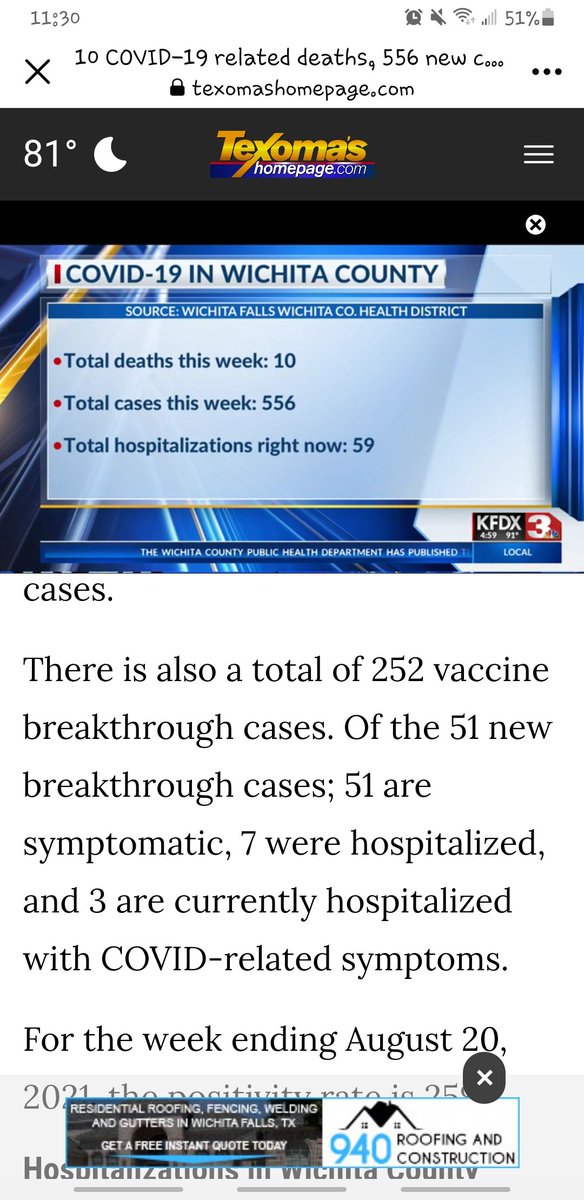 11:30
51%
10 COVID-19 related deaths, 556 new c...
texomashomepage.com
81°
Texoma's
homepage.com
COVID-19 IN WICHITA COUNTY
SOURCE: WICHITA FALLS WICHITA CO. HEALTH DISTRICT
•Total deaths this week: 10
•Total cases this week: 556
•Total hospitalizations right now: 59
KFDX 3
4:59 91°
THE WICHITA COUNTY PUBLIC HEALTH DEPARTMENT HAS PUBLISHED
LOCAL
cases.
There is also a total of 252 vaccine
breakthrough cases. Of the 51 new
breakthrough cases; 51 are
symptomatic, 7 were hospitalized,
and 3 are currently hospitalized
with COVID-related symptoms.
For the week ending August 20,
2021, the positivity rate is 25%
RESIDENTIAL ROOFING, FENCING, WELDING
AND GUTTERS IN WICHITA FALLS, TX
GET A FREE INSTANT QUOTE TODAY
940 ROOFING AND
CONSTRUCTION
Hospitalizations in Wichita County